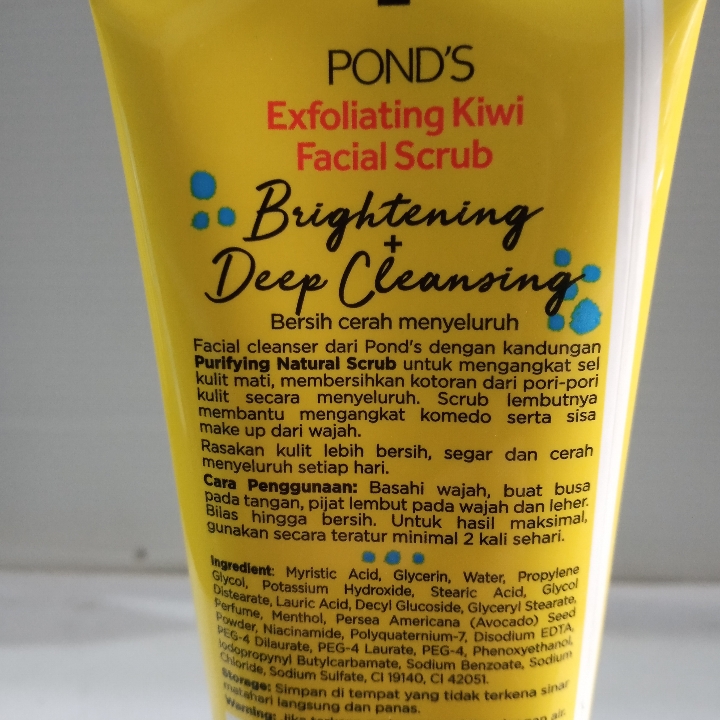 POND'S
Exfoliating Kiwi
Facial Scrub
Brightening
+
Deep Cleansing
Bersih cerah menyeluruh
Facial cleanser dari Pond's dengan kandungan
Purifying Natural Scrub untuk mengangkat sel
kulit mati, membersihkan kotoran dari pori-pori
kulit secara menyeluruh. Scrub lembutnya
membantu mengangkat komedo serta sisa
make up dari wajah.
Rasakan kulit lebih bersih, segar dan cerah
menyeluruh setiap hari.
Cara Penggunaan: Basahi wajah, buat busa
pada tangan, pijat lembut pada wajah dan leher.
Bilas hingga bersih. Untuk hasil maksimal,
gunakan secara teratur minimal 2 kali sehari.
Ingredient: Myristic Acid, Glycerin, Water, Propylene
Glycol, Potassium Hydroxide, Stearic Acid, Glycol
Distearate, Lauric Acid, Decyl Glucoside, Glyceryl Stearate,
Perfume, Menthol, Persea Americana (Avocado) Seed
Powder, Niacinamide, Polyquaternium-7, Disodium EDTA,
PEG-4 Dilaurate, PEG-4 Laurate, PEG-4, Phenoxyethanol,
Iodopropynyl Butylcarbamate, Sodium Benzoate, Sodium
Chloride, Sodium Sulfate, CI 19140, CI 42051.
Storage: Simpan di tempat yang tidak terkena sinar
matahari langsung dan panas.
Warning: Jika air.